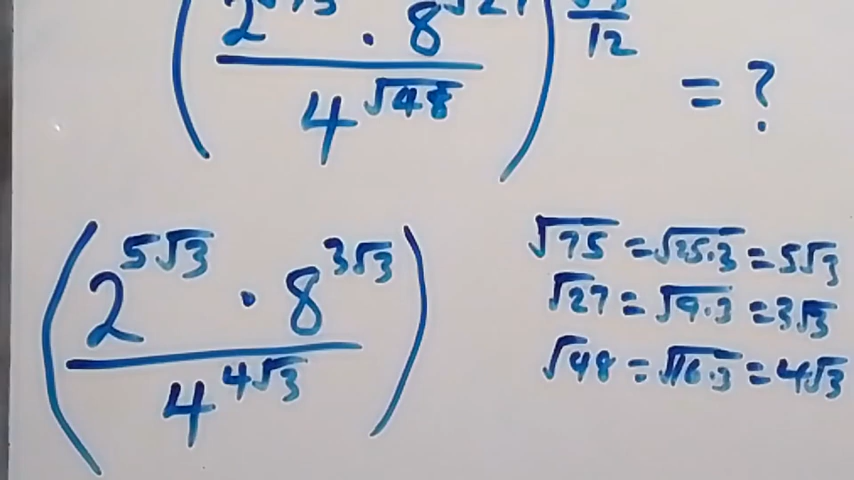 (2^√75 · 8^√27 / 4^√48)^√3/12 = ?
(2^5√3 · 8^3√3 / 4^4√3)
√75 = √25·3 = 5√3
√27 = √9·3 = 3√3
√48 = √16·3 = 4√3